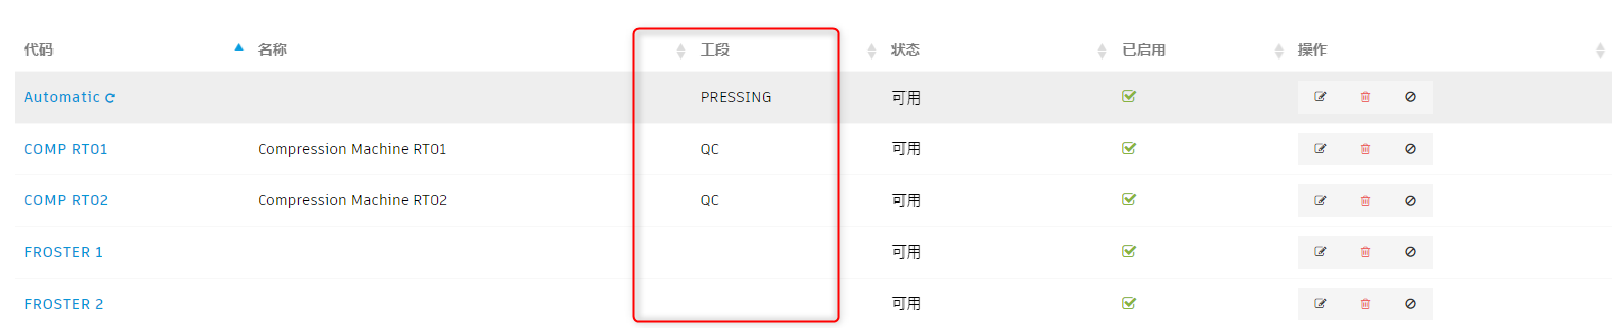 代码 名称 工段 状态 已启用 操作
Automatic PRESSING 可用
COMP RT01 Compression Machine RT01 QC 可用
COMP RT02 Compression Machine RT02 QC 可用
FROSTER 1 可用
FROSTER 2 可用